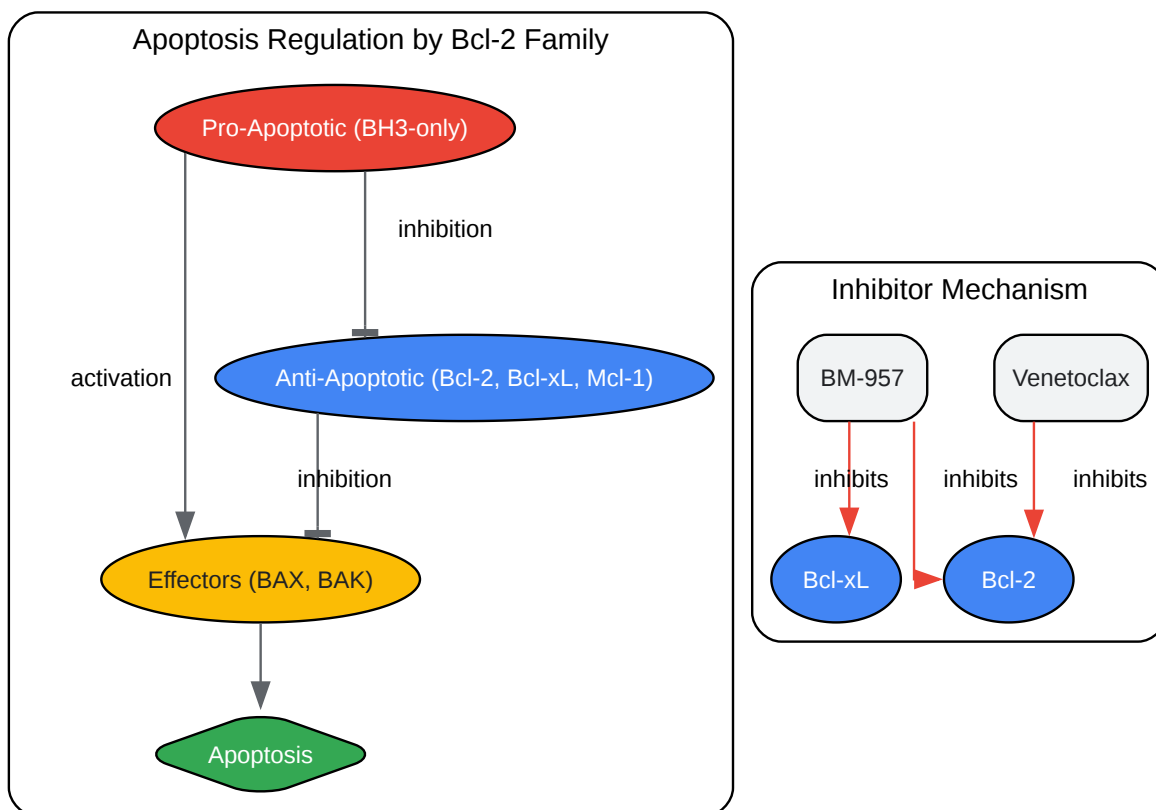 Apoptosis Regulation by Bcl-2 Family
Pro-Apoptotic (BH3-only)
inhibition
activation
Anti-Apoptotic (Bcl-2, Bcl-xL, Mcl-1)
inhibition
Effectors (BAX, BAK)
Apoptosis
Inhibitor Mechanism
BM-957
Venetoclax
inhibits
inhibits
inhibits
Bcl-xL
Bcl-2